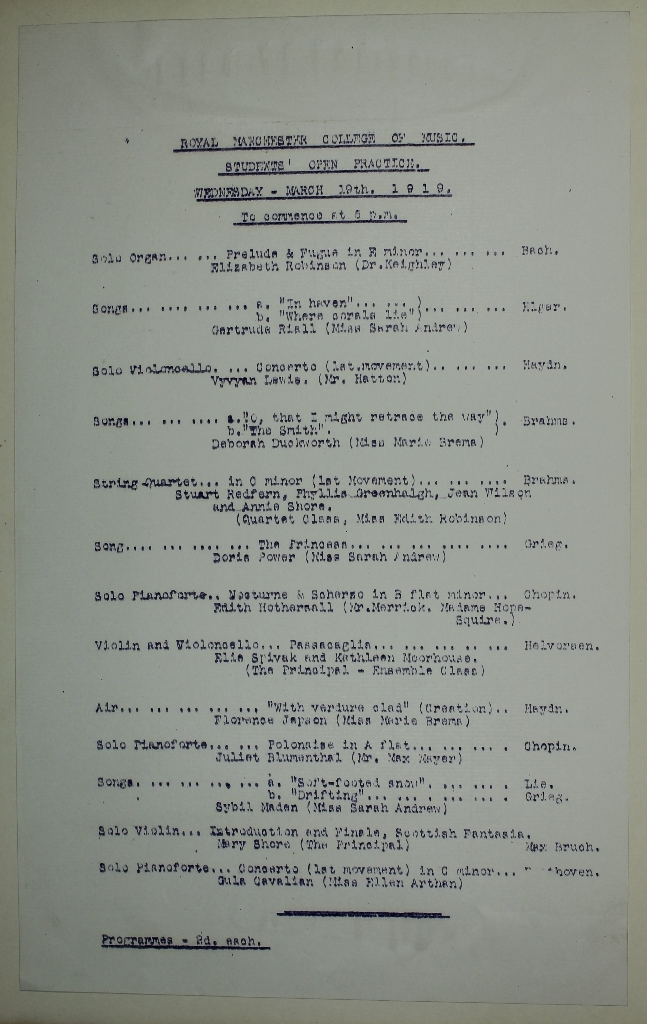 ROYAL MANCHESTER COLLEGE OF MUSIC.
STUDENTS' OPEN PRACTICE.
WEDNESDAY - MARCH 19th. 1919.
To commence at 6 p.m.
Solo Organ... ... Prelude & Fugue in E minor... ... ... Bach.
Elizabeth Robinson (Dr.Keighley)
Songs... .... ... ... a. "In haven"... ... ) ... ... Elgar.
b. "Where corals lie")
Gertrude Riall (Miss Sarah Andrew)
Solo Violoncello. ... Concerto (1st.movement).. ... ... Haydn.
Vyvyan Lewis. (Mr. Hatton)
Songs... ... .... a."O, that I might retrace the way"). Brahms.
b."The Smith". )
Deborah Duckworth (Miss Marie Brema)
String Quartet... in C minor (1st Movement)... ... .... Brahms.
Stuart Redfern, Phyllis Greenhalgh, Jean Wilson
and Annie Shore.
(Quartet Class, Miss Edith Robinson)
Song.... ... .... ... The Princess... ... ... .... .... Grieg.
Doris Power (Miss Sarah Andrew)
Solo Pianoforte.. Nocturne & Scherzo in B flat minor... Chopin.
Edith Hothersall (Mr.Merrick. Madame Hope-
Squire.)
Violin and Violoncello... Passacaglia... ... ... .. ... Helvorsen.
Elie Spivak and Kathleen Moorhouse.
(The Principal - Ensemble Class)
Air... ... ... ... ... "With verdure clad" (Creation).. Haydn.
Florence Jepson (Miss Marie Brema)
Solo Pianoforte... ... Polonaise in A flat... ... ... . Chopin.
Juliet Blumenthal (Mr. Max Mayer)
Songs. ... ... ... ... a. "Soft-footed snow". ... .... . Lie.
b. "Drifting"... ... . ... ... . Grieg.
Sybil Maden (Miss Sarah Andrew)
Solo Violin... Introduction and Finale, Scottish Fantasia.
Mary Shore (The Principal) Max Bruch.
Solo Pianoforte... Concerto (1st movement) in C minor...
Gula Cavalian (Miss Ellen Arthan)
Programmes - 2d. each.